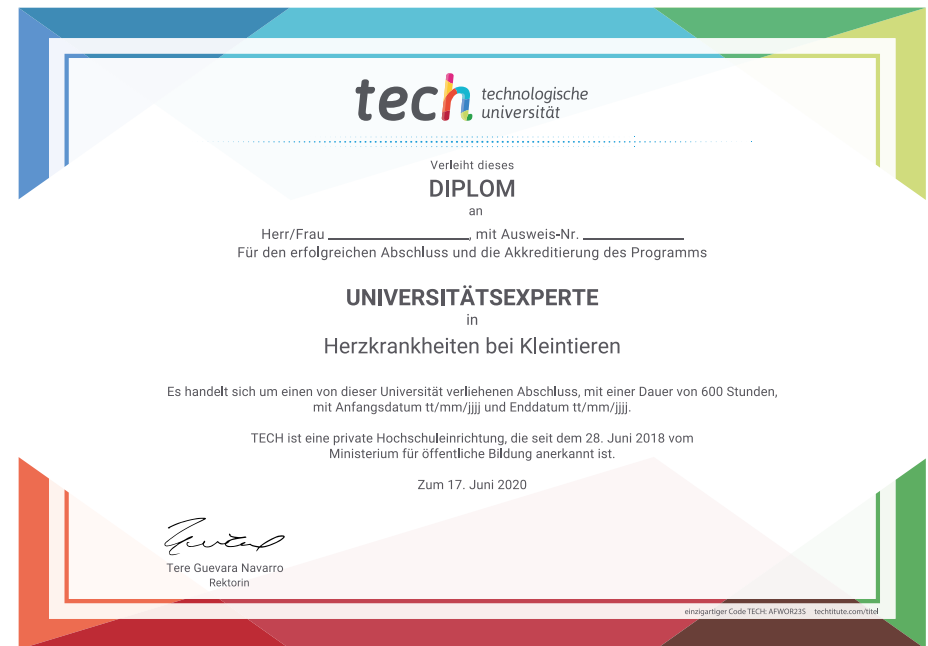 tech technologische
universität
Verleiht dieses
DIPLOM
an
Herr/Frau ____________, mit Ausweis-Nr. ____________
Für den erfolgreichen Abschluss und die Akkreditierung des Programms
UNIVERSITÄTSEXPERTE
in
Herzkrankheiten bei Kleintieren
Es handelt sich um einen von dieser Universität verliehenen Abschluss, mit einer Dauer von 600 Stunden,
mit Anfangsdatum tt/mm/jjjj und Enddatum tt/mm/jjjj.
TECH ist eine private Hochschuleinrichtung, die seit dem 28. Juni 2018 vom
Ministerium für öffentliche Bildung anerkannt ist.
Zum 17. Juni 2020
Tere Guevara Navarro
Rektorin
einzigartiger Code TECH: AFWOR23S techtitute.com/titel